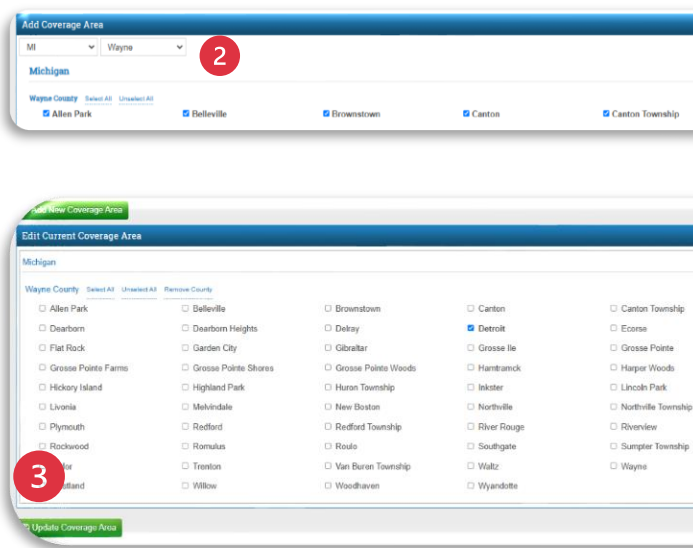 Add Coverage Area
MI Wayne
2
Michigan
Wayne County Select All Unselect All
Allen Park Belleville Brownstown Canton Canton Township
Add New Coverage Area
Edit Current Coverage Area
Michigan
Wayne County Select All Unselect All Remove County
Allen Park Belleville Brownstown Canton Canton Township
Dearborn Dearborn Heights Delray Detroit Ecorse
Flat Rock Garden City Gibraltar Grosse Ile Grosse Pointe
Grosse Pointe Farms Grosse Pointe Shores Grosse Pointe Woods Hamtramck Harper Woods
Hickory Island Highland Park Huron Township Inkster Lincoln Park
Livonia Melvindale New Boston Northville Northville Township
Plymouth Redford Redford Township River Rouge Riverview
Rockwood Romulus Roulo Southgate Sumpter Township
Trenton Van Buren Township Waltz Wayne
3
Willow Woodhaven Wyandotte
Update Coverage Area